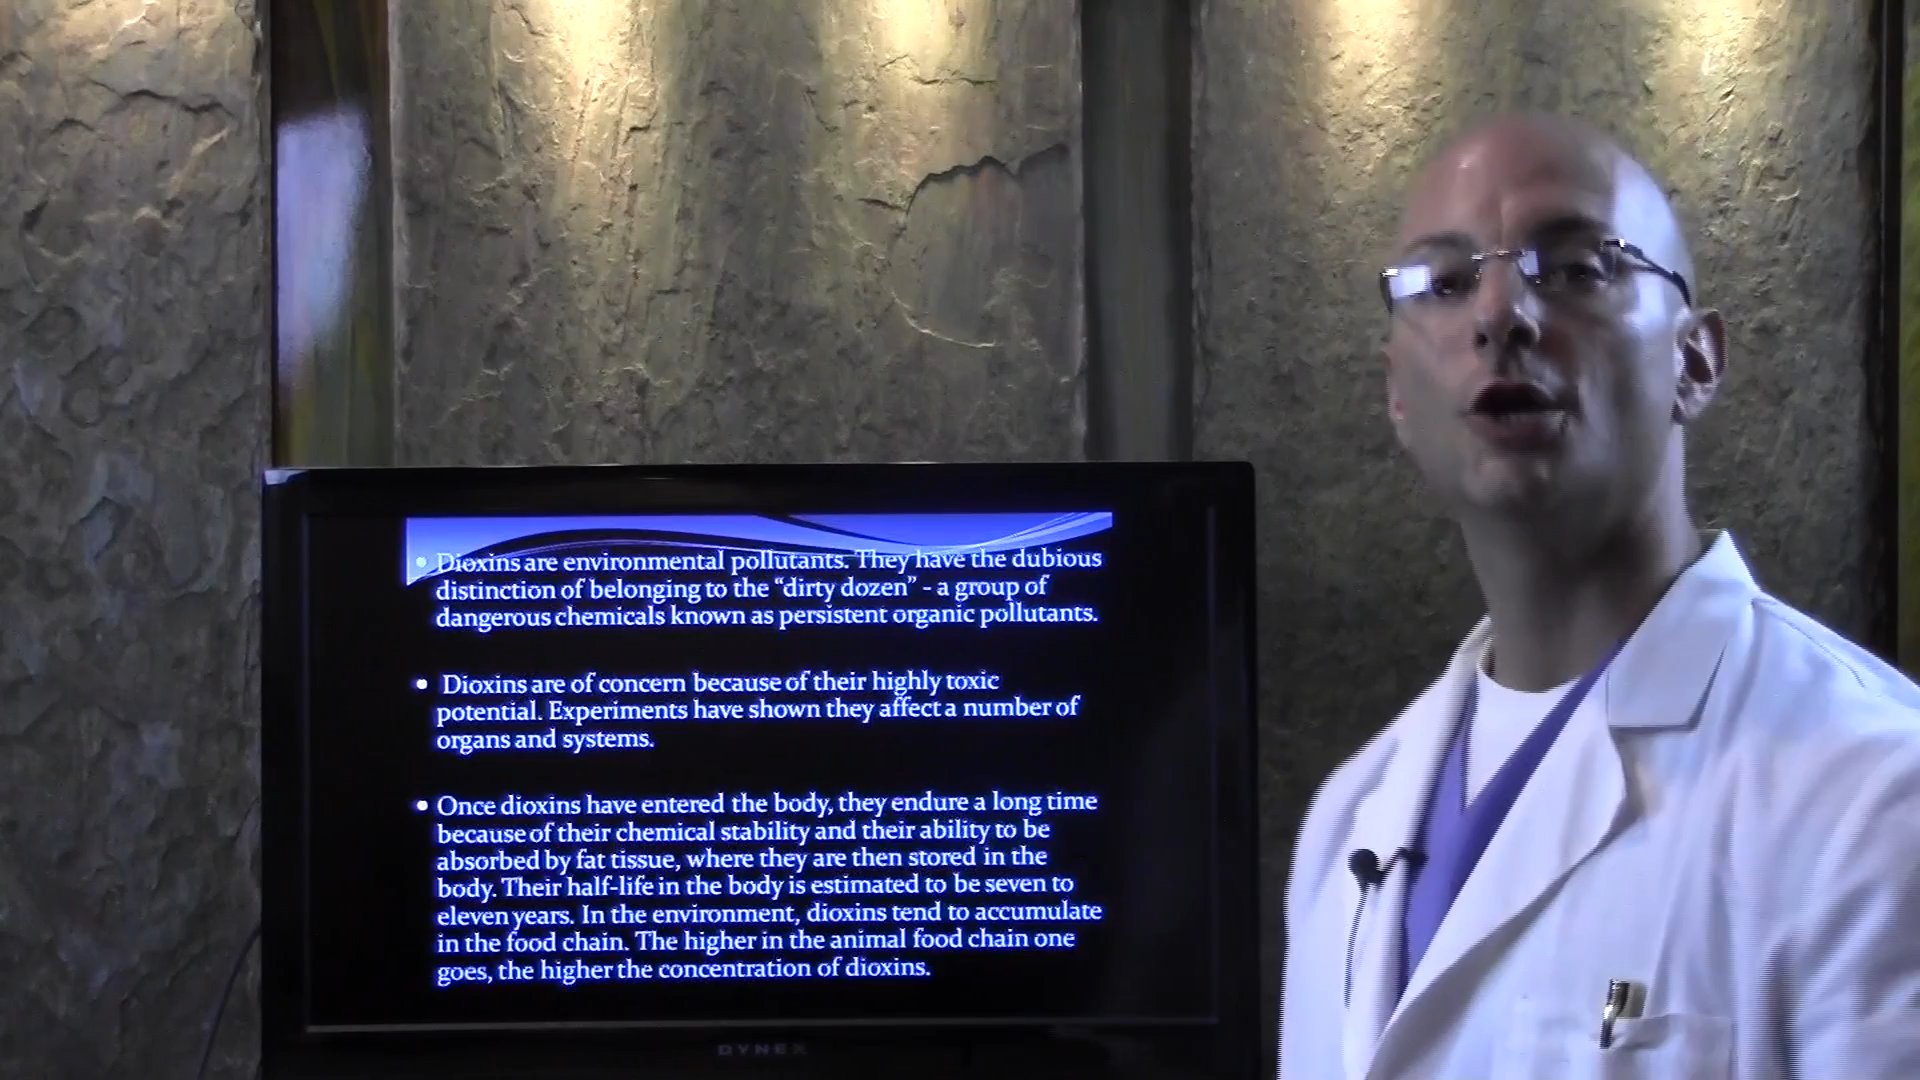 • Dioxins are environmental pollutants. They have the dubious
distinction of belonging to the “dirty dozen” - a group of
dangerous chemicals known as persistent organic pollutants.
• Dioxins are of concern because of their highly toxic
potential. Experiments have shown they affect a number of
organs and systems.
• Once dioxins have entered the body, they endure a long time
because of their chemical stability and their ability to be
absorbed by fat tissue, where they are then stored in the
body. Their half-life in the body is estimated to be seven to
eleven years. In the environment, dioxins tend to accumulate
in the food chain. The higher in the animal food chain one
goes, the higher the concentration of dioxins.
DYNEX